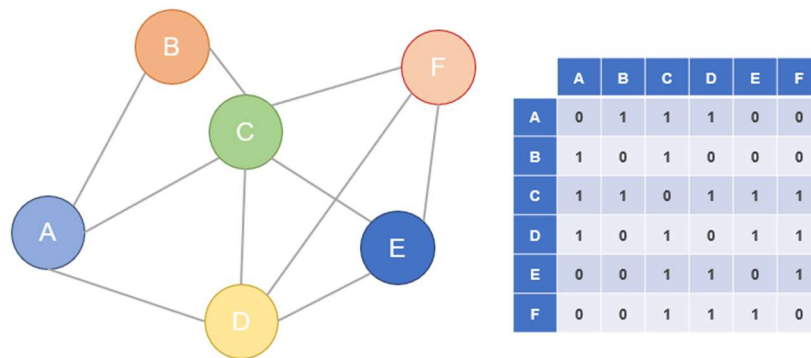 B
F
C
A
E
D
A B C D E F
A 0 1 1 1 0 0
B 1 0 1 0 0 0
C 1 1 0 1 1 1
D 1 0 1 0 1 1
E 0 0 1 1 0 1
F 0 0 1 1 1 0